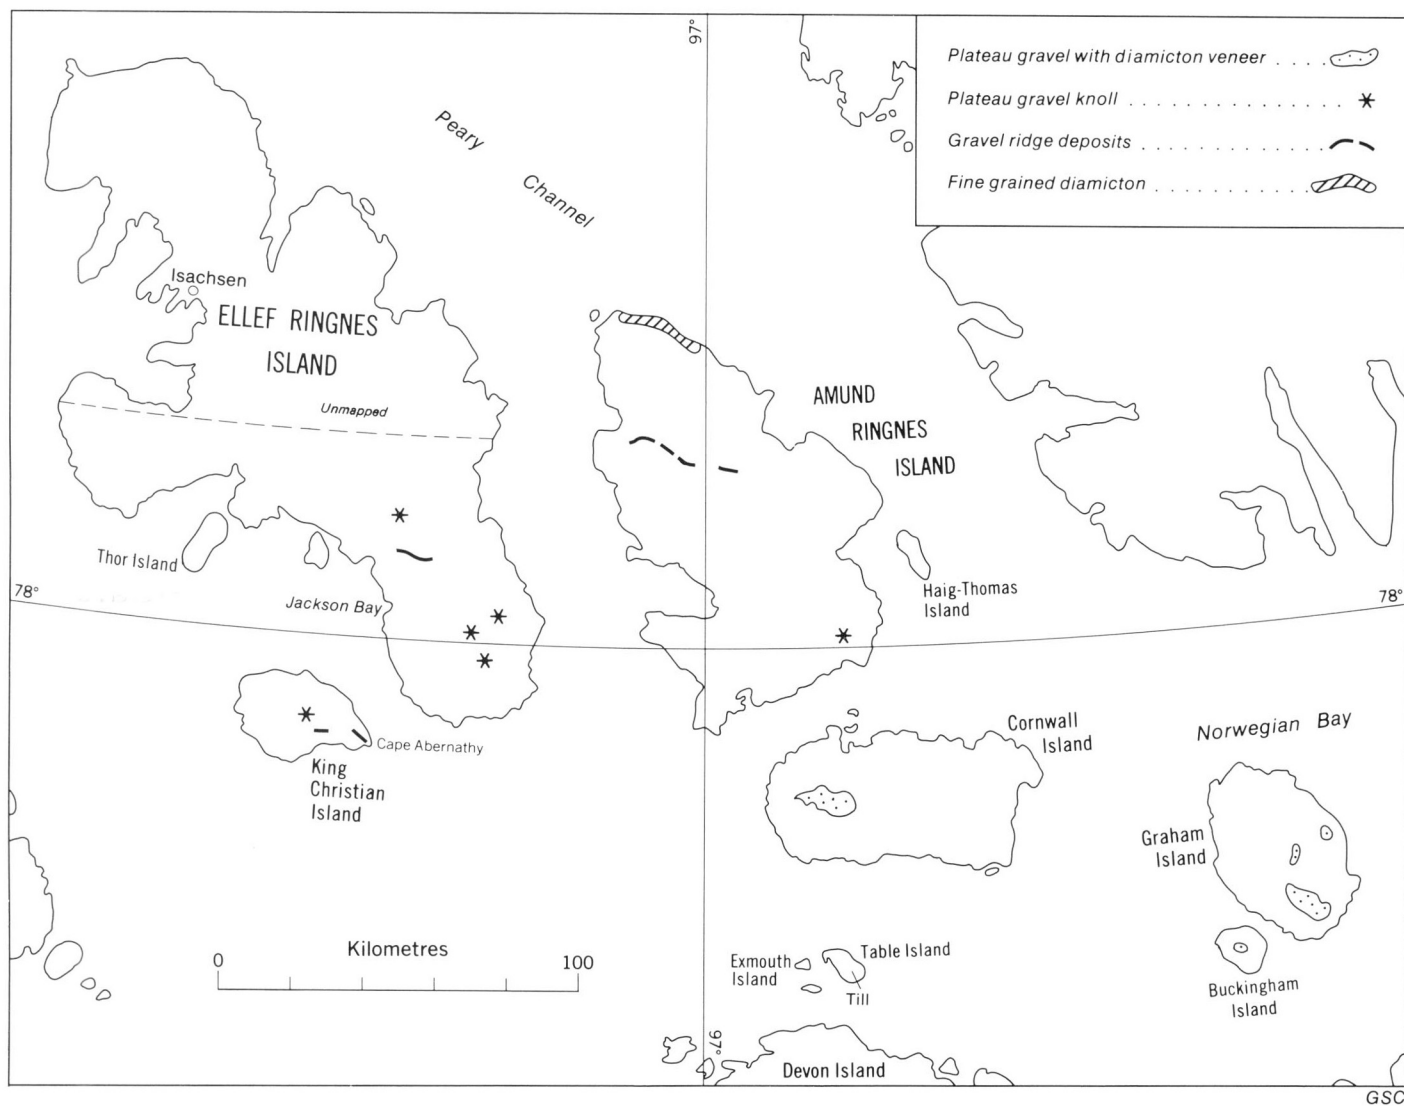 97°
Plateau gravel with diamicton veneer . . . .
Plateau gravel knoll . . . . . . . . . . . . . . . . .
Gravel ridge deposits . . . . . . . . . . . . .
Fine grained diamicton . . . . . . . . . . .
Peary
Channel
Isachsen
ELLEF RINGNES
ISLAND
Unmapped
AMUND
RINGNES
ISLAND
Thor Island
Haig-Thomas
Island
78°
78°
Jackson Bay
Cape Abernathy
King
Christian
Island
Cornwall
Island
Norwegian Bay
Graham
Island
Kilometres
0 100
Exmouth
Island
Table Island
Till
Buckingham
Island
97°
Devon Island
GSC